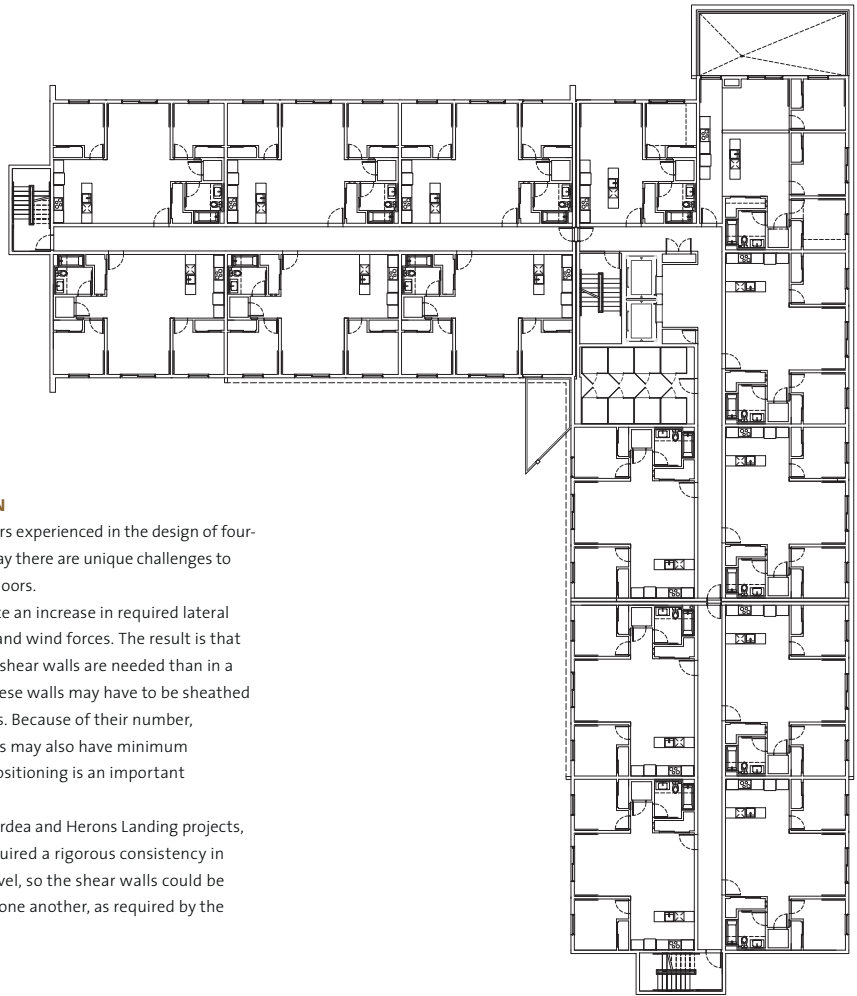 N
rs experienced in the design of four-
ay there are unique challenges to
oors.
te an increase in required lateral
and wind forces. The result is that
shear walls are needed than in a
ese walls may have to be sheathed
s. Because of their number,
s may also have minimum
ositioning is an important
rdea and Herons Landing projects,
uired a rigorous consistency in
vel, so the shear walls could be
one another, as required by the